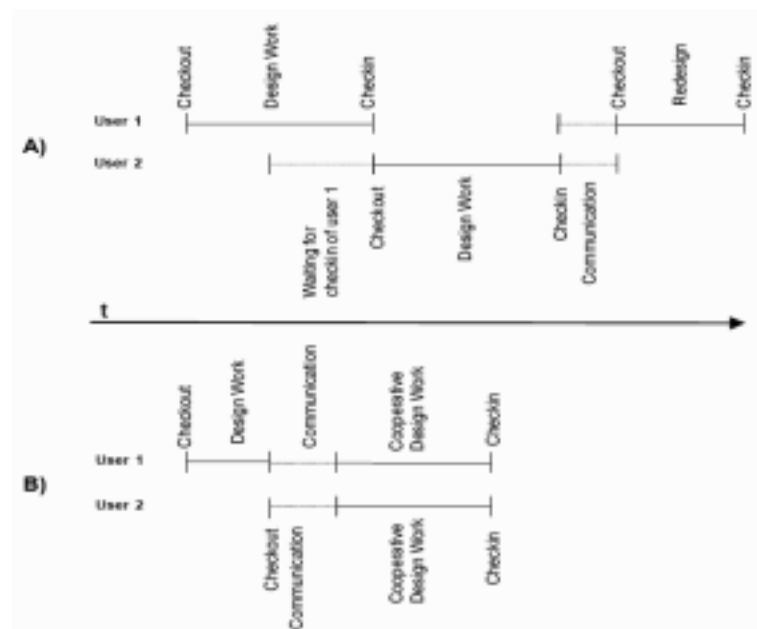 Checkout
Design Work
Checkin
Checkout
Redesign
Checkin
User 1
A)
User 2
Waiting for
checkin of user 1
Checkout
Design Work
Checkin
Communication
t
Checkout
Design Work
Communication
Cooperative
Design Work
Checkin
User 1
B)
User 2
Checkout
Communication
Cooperative
Design Work
Checkin